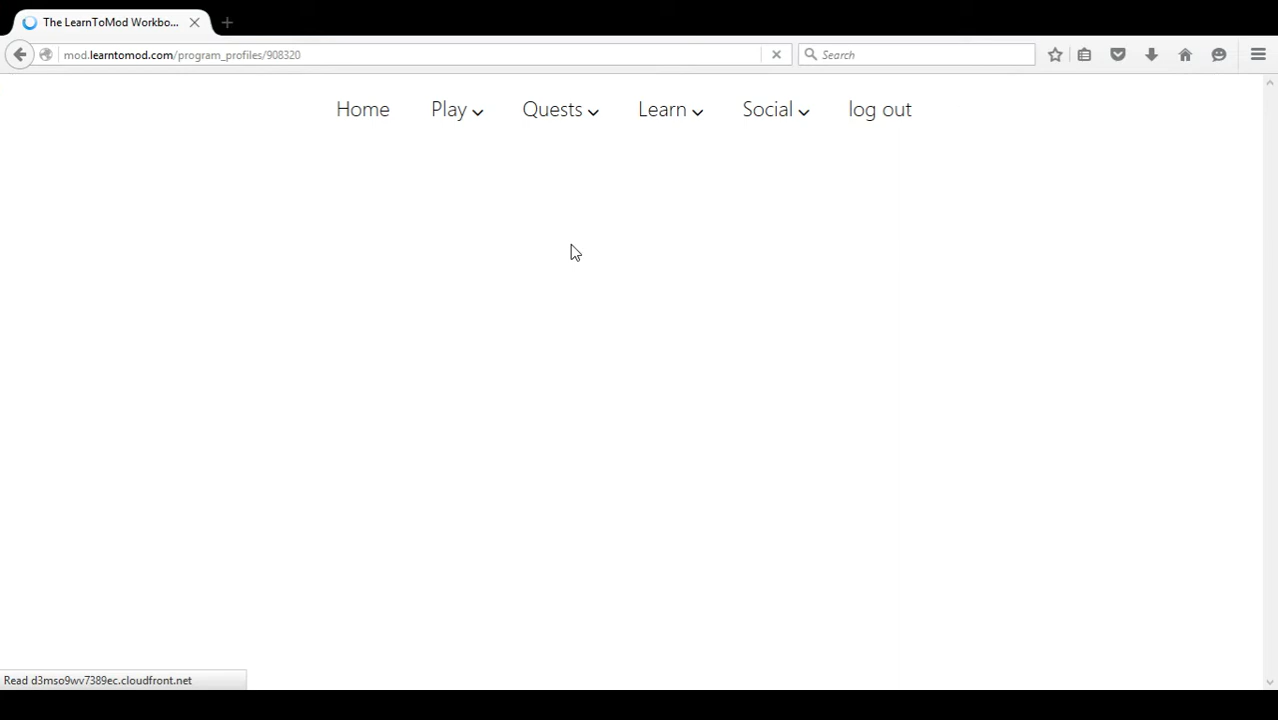 The LearnToMod Workbo...
mod.learntomod.com/program_profiles/908320
Search
Home Play Quests Learn Social log out
Read d3mso9wv7389ec.cloudfront.net